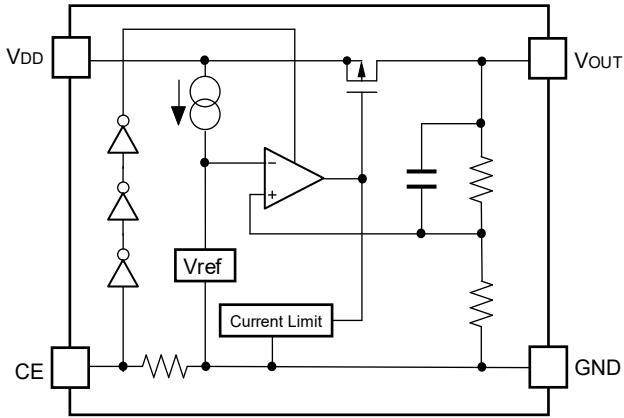 VDD
VOUT
−
+
Vref
Current Limit
CE
GND